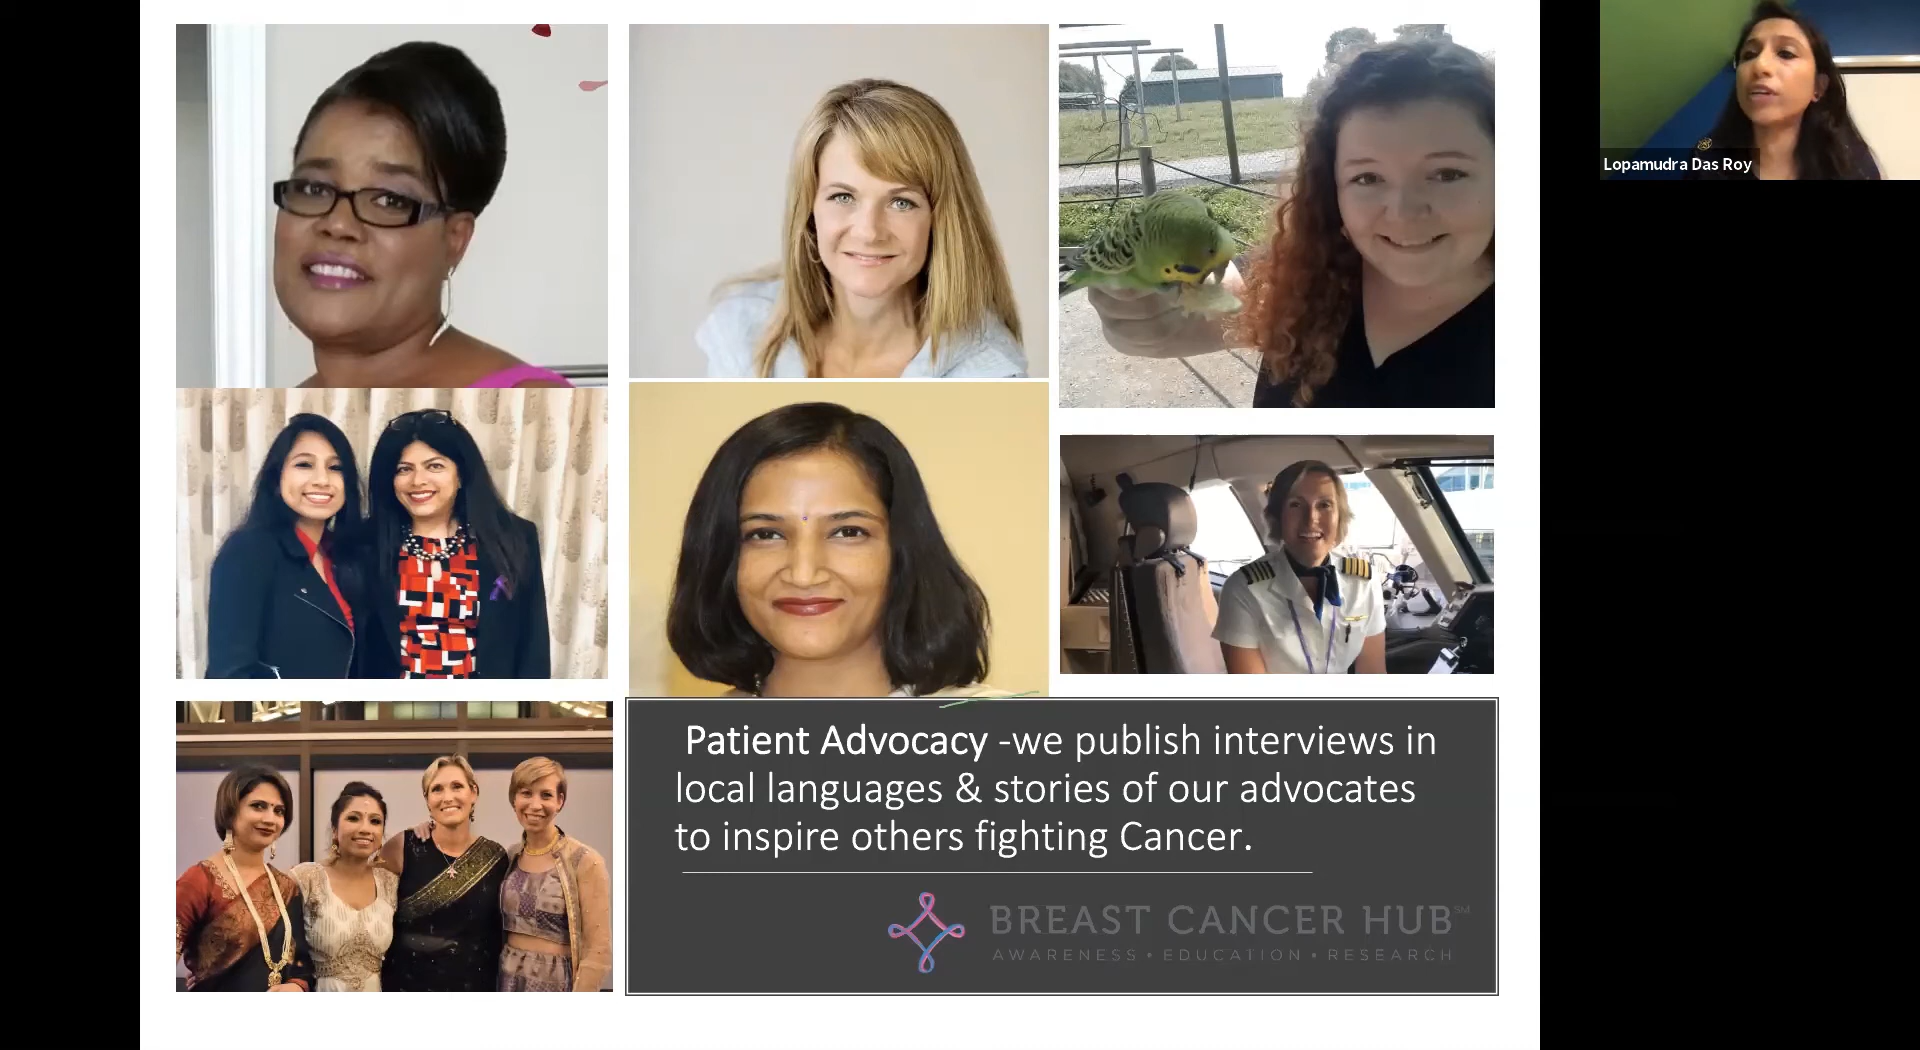 Lopamudra Das Roy
Patient Advocacy -we publish interviews in
local languages & stories of our advocates
to inspire others fighting Cancer.
BREAST CANCER HUB SM
AWARENESS • EDUCATION • RESEARCH